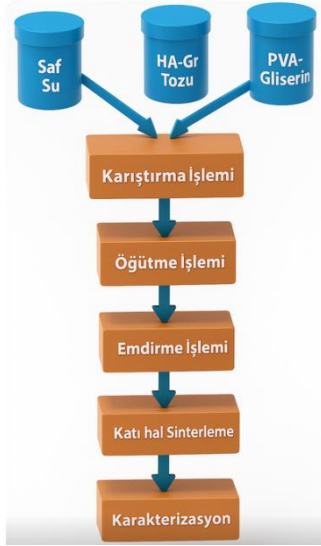 Saf
Su
HA-Gr
Tozu
PVA-
Gliserin
Karıştırma İşlemi
Öğütme İşlemi
Emdirme İşlemi
Katı hal Sinterleme
Karakterizasyon